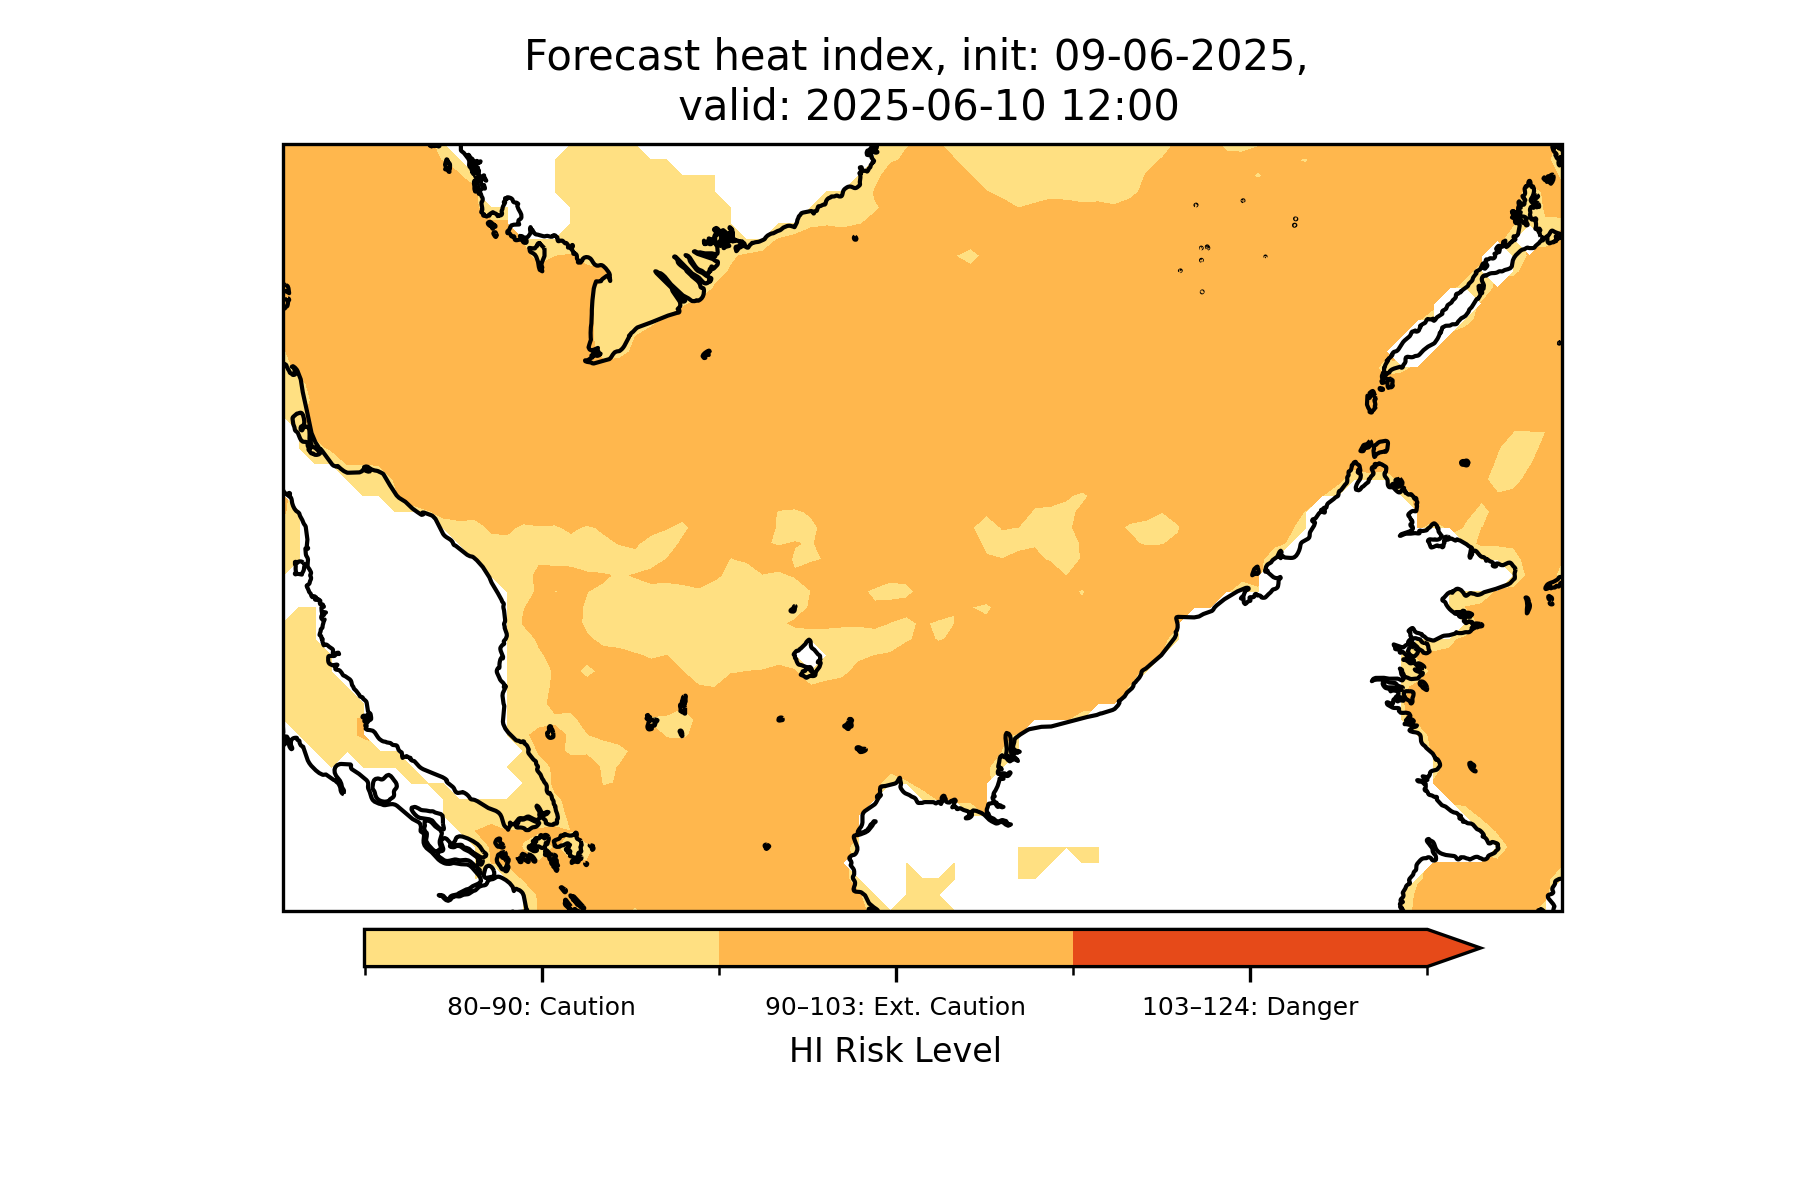 Forecast heat index, init: 09-06-2025,
valid: 2025-06-10 12:00
80–90: Caution
90–103: Ext. Caution
103–124: Danger
HI Risk Level